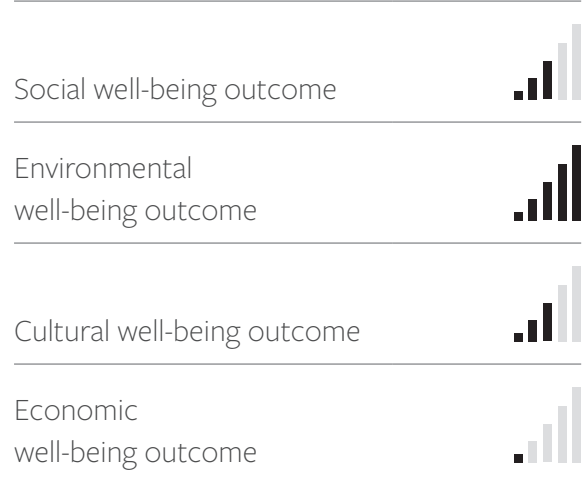 Social well-being outcome
Environmental
well-being outcome
Cultural well-being outcome
Economic
well-being outcome